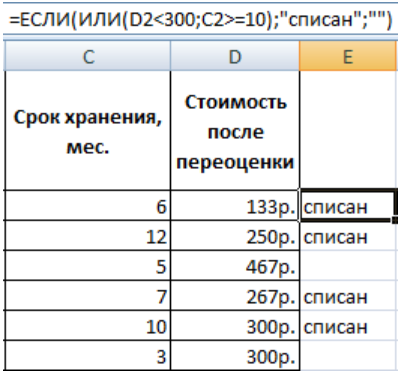 =ЕСЛИ(ИЛИ(D2<300;C2>=10);"списан";"")
C D E
Срок хранения, мес. Стоимость после переоценки
6 133р. списан
12 250р. списан
5 467р.
7 267р. списан
10 300р. списан
3 300р.